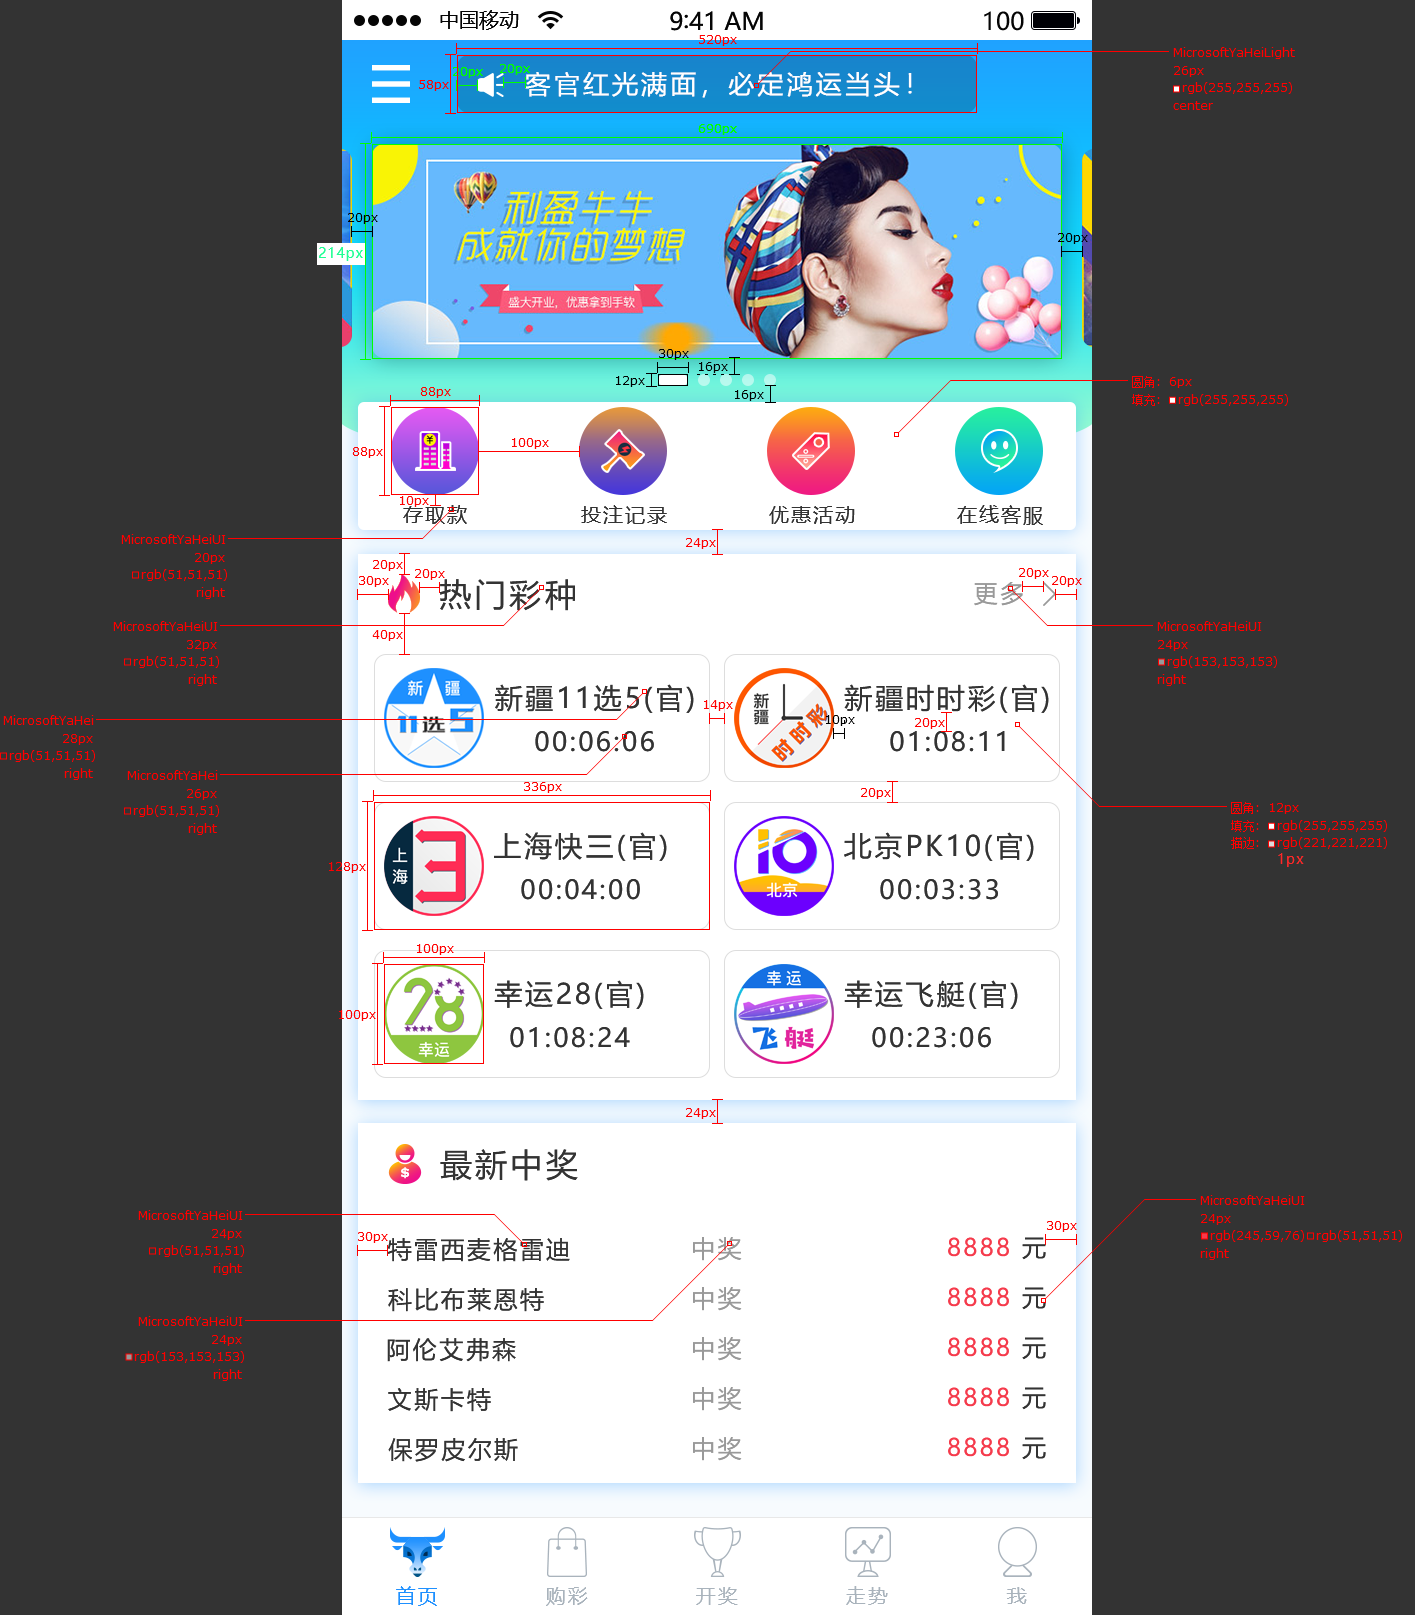 中国移动
9:41 AM
100
520px
MicrosoftYaHeiLight
26px
rgb(255,255,255)
center
58px
20px
20px
客官红光满面，必定鸿运当头！
690px
利盈牛牛
成就你的梦想
盛大开业，优惠拿到手软
20px
214px
20px
30px
16px
12px
16px
圆角：6px
填充：rgb(255,255,255)
88px
88px
100px
10px
存取款
投注记录
优惠活动
在线客服
MicrosoftYaHeiUI
20px
rgb(51,51,51)
right
24px
20px
30px
20px
热门彩种
更多
20px
20px
40px
MicrosoftYaHeiUI
32px
rgb(51,51,51)
right
MicrosoftYaHeiUI
24px
rgb(153,153,153)
right
新疆
11选5
新疆11选5(官)
00:06:06
14px
新疆
时时彩
新疆时时彩(官)
10px
20px
01:08:11
MicrosoftYaHei
28px
rgb(51,51,51)
right
MicrosoftYaHei
26px
rgb(51,51,51)
right
336px
20px
圆角：12px
填充：rgb(255,255,255)
描边：rgb(221,221,221)
1px
128px
上海
上海快三(官)
00:04:00
10
北京
北京PK10(官)
00:03:33
100px
100px
28
幸运
幸运28(官)
01:08:24
幸运
飞艇
幸运飞艇(官)
00:23:06
24px
最新中奖
MicrosoftYaHeiUI
24px
rgb(51,51,51)
right
MicrosoftYaHeiUI
24px
rgb(245,59,76)rgb(51,51,51)
right
30px
30px
特雷西麦格雷迪 中奖 8888 元
科比布莱恩特 中奖 8888 元
阿伦艾弗森 中奖 8888 元
文斯卡特 中奖 8888 元
保罗皮尔斯 中奖 8888 元
MicrosoftYaHeiUI
24px
rgb(153,153,153)
right
首页
购彩
开奖
走势
我